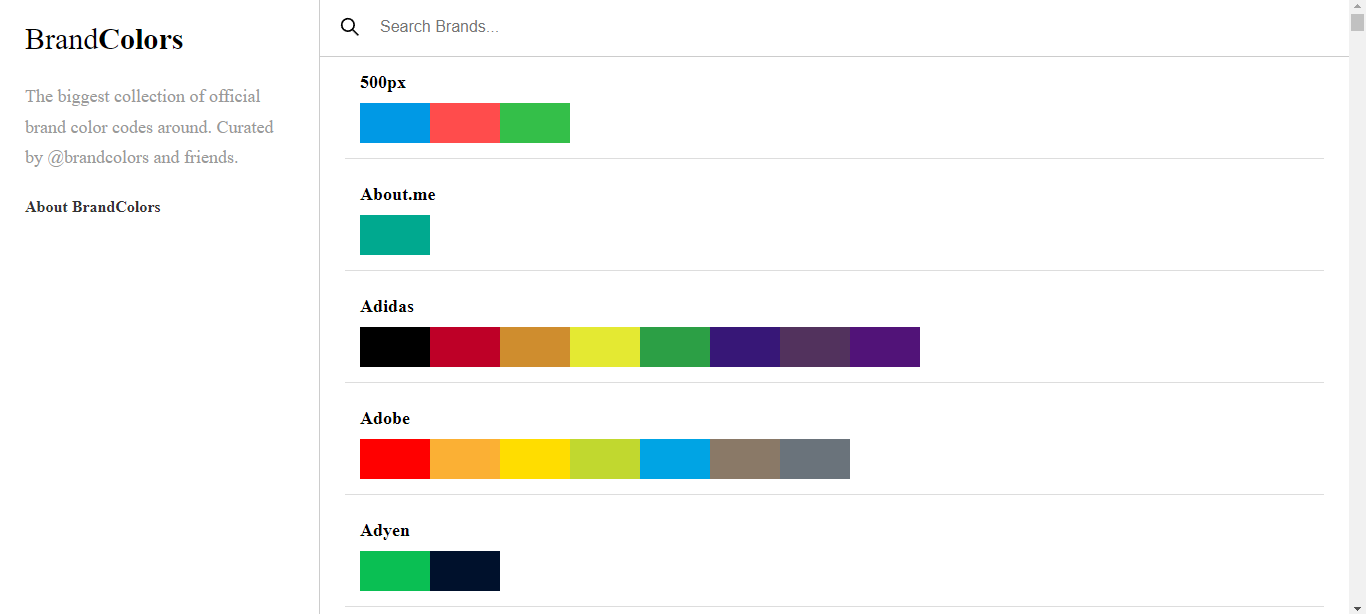 BrandColors
The biggest collection of official
brand color codes around. Curated
by @brandcolors and friends.
About BrandColors
Search Brands...
500px
About.me
Adidas
Adobe
Adyen